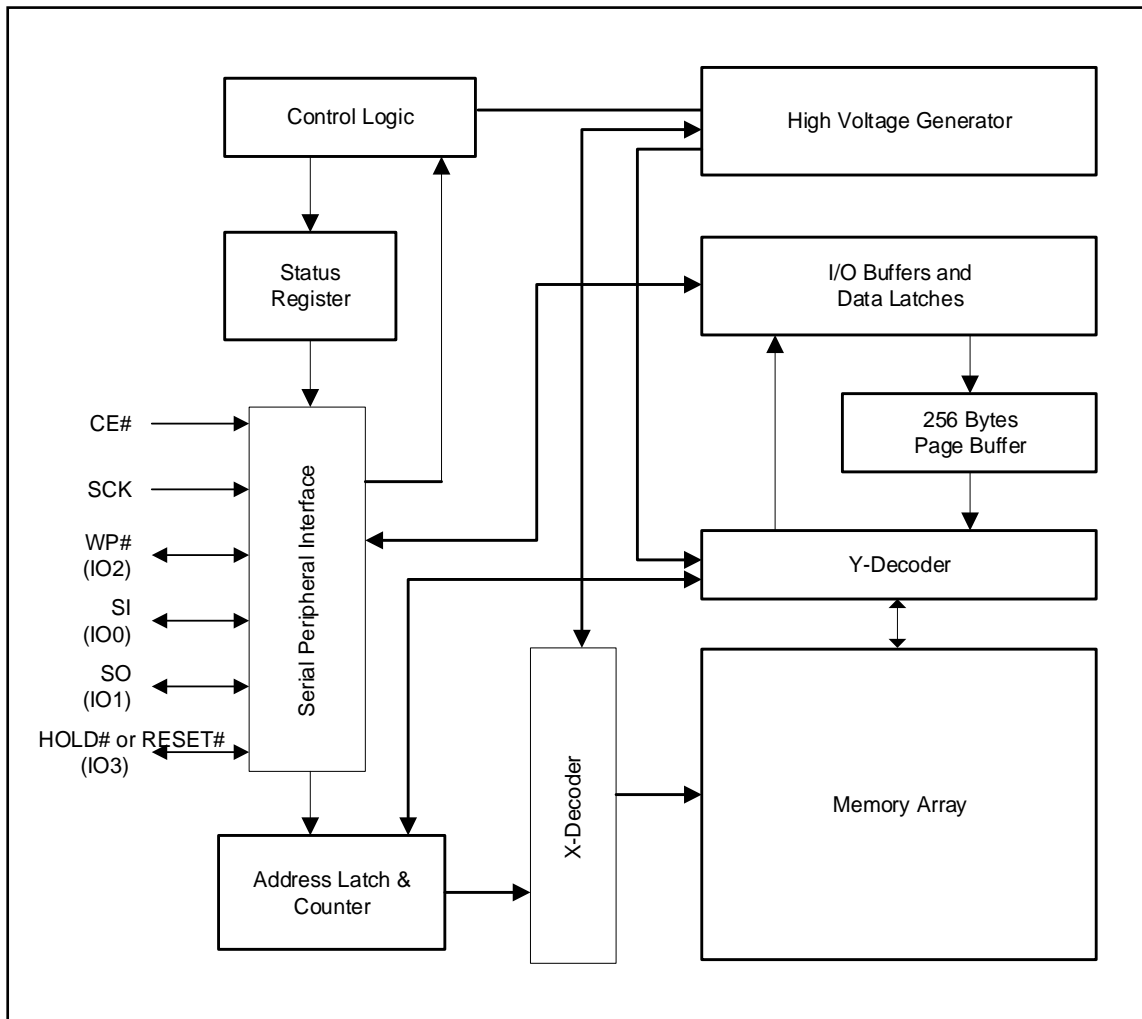 Control Logic
High Voltage Generator
Status
Register
I/O Buffers and
Data Latches
256 Bytes
Page Buffer
CE#
SCK
WP#
(IO2)
SI
(IO0)
SO
(IO1)
HOLD# or RESET#
(IO3)
Serial Peripheral Interface
Y-Decoder
X-Decoder
Memory Array
Address Latch &
Counter